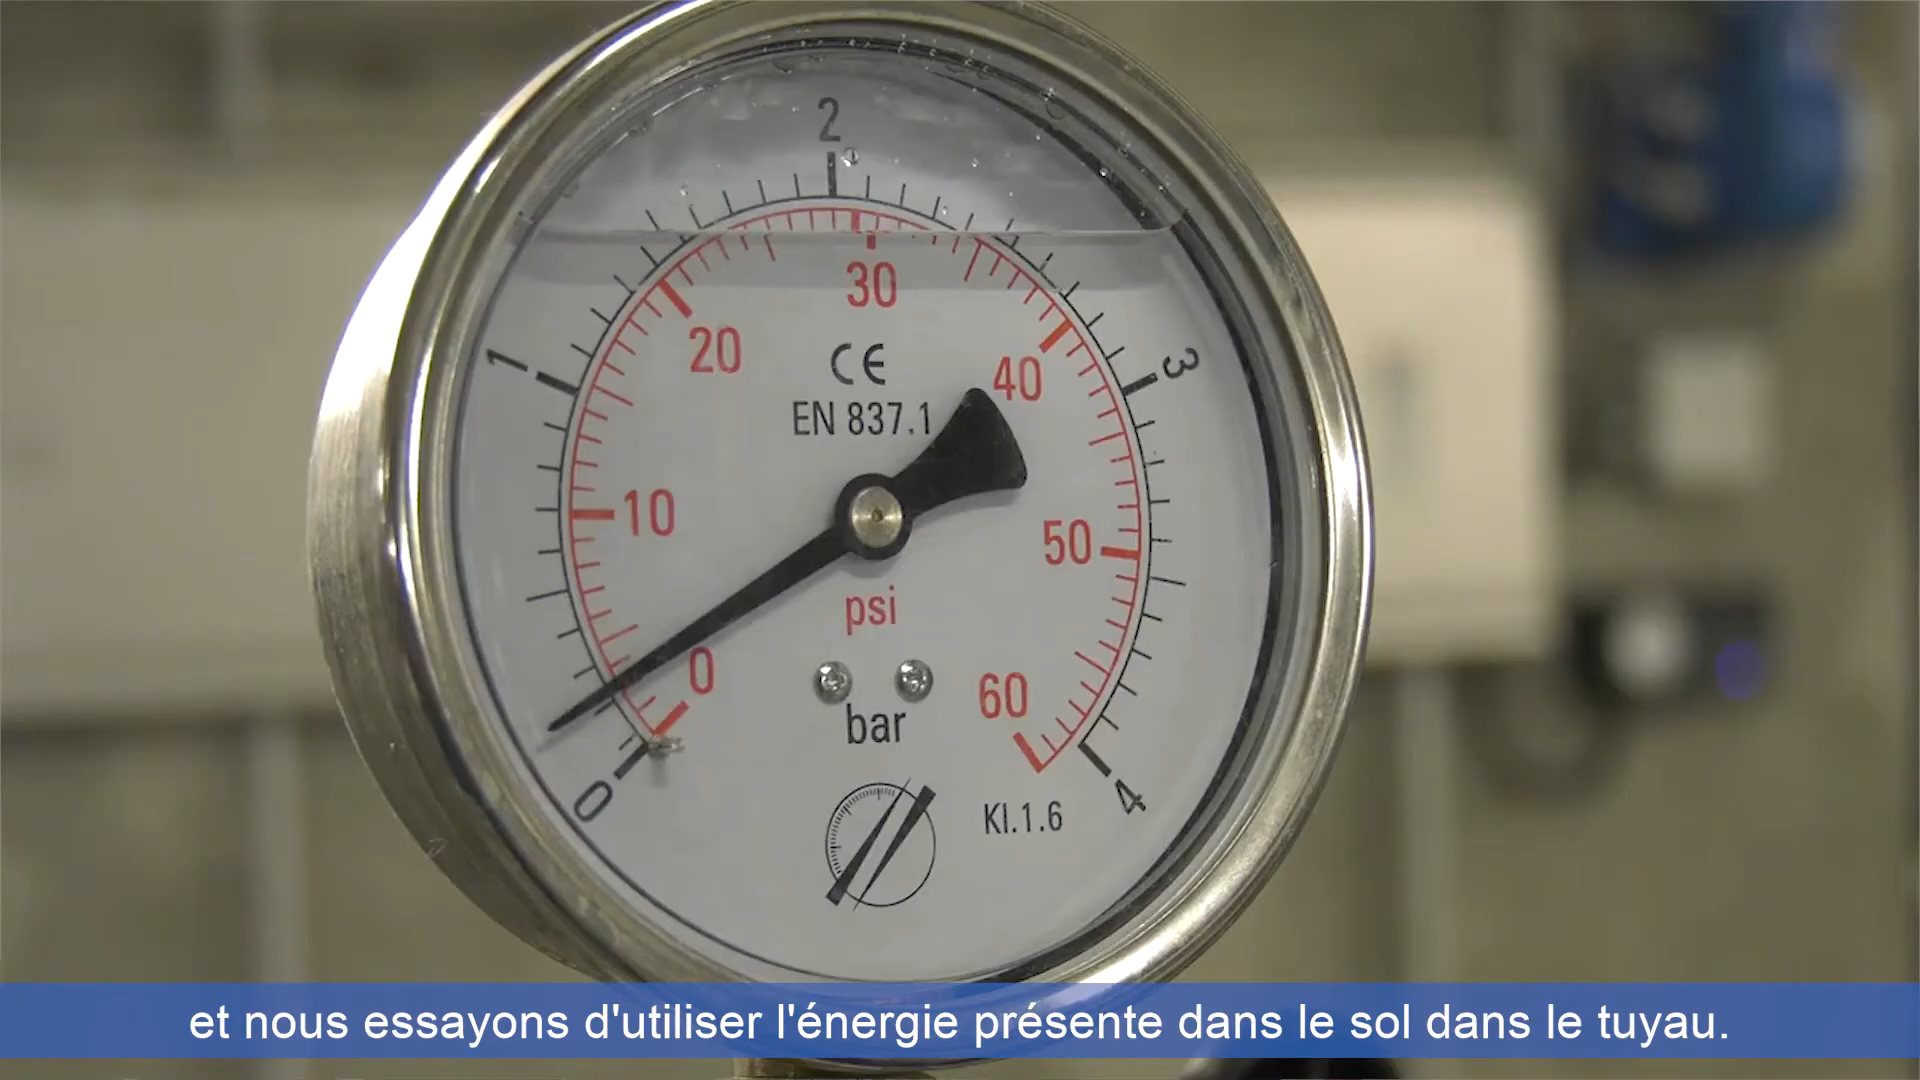 2
1
3
30
20
40
CE
EN 837.1
10
50
psi
0
60
bar
0
4
Kl.1.6
et nous essayons d'utiliser l'énergie présente dans le sol dans le tuyau.